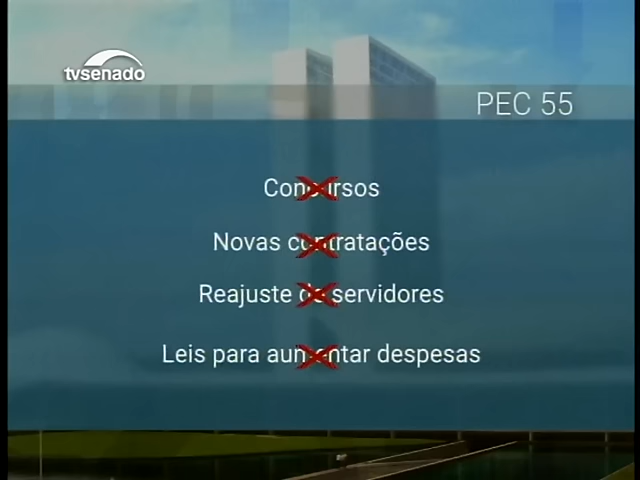 tvsenado
PEC 55
Concursos
Novas contratações
Reajuste de servidores
Leis para aumentar despesas